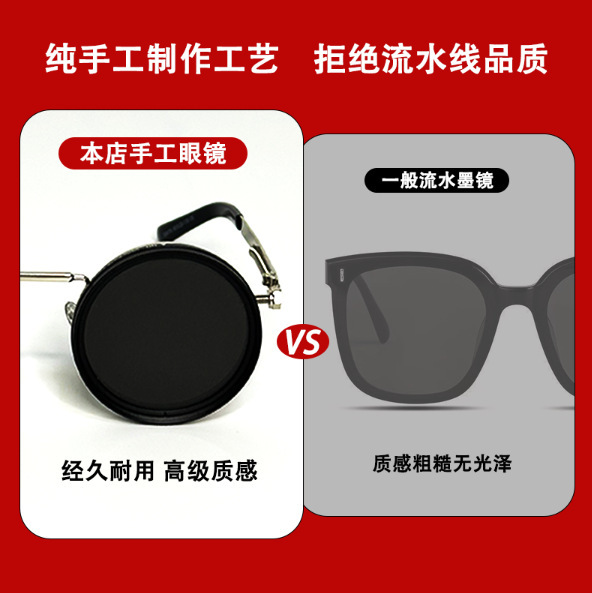 纯手工制作工艺 拒绝流水线品质
本店手工眼镜
一般流水墨镜
VS
经久耐用 高级质感
质感粗糙无光泽